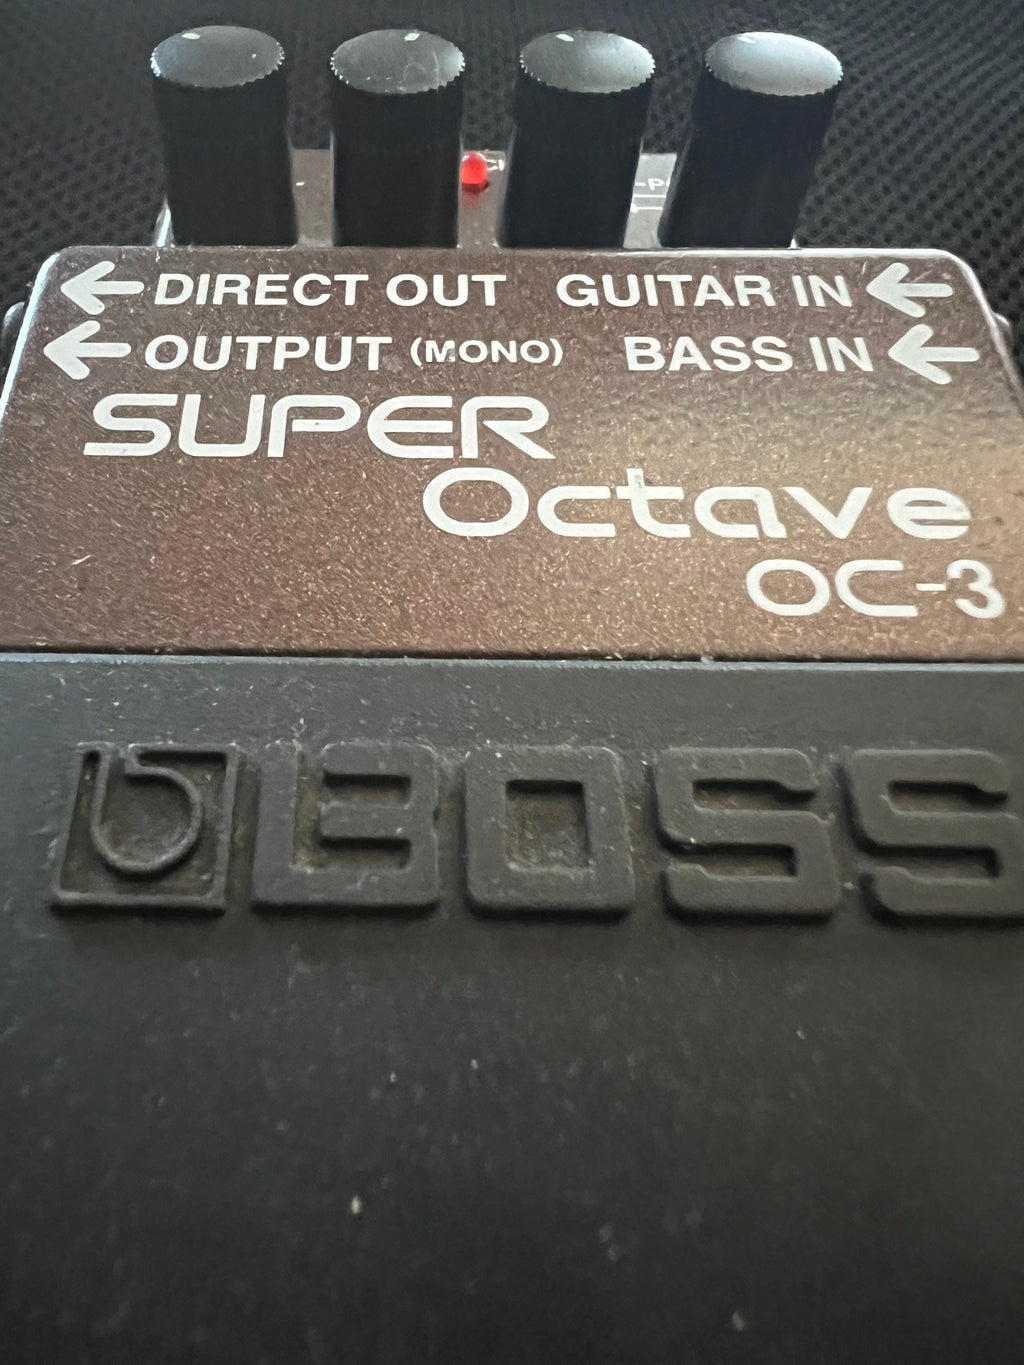 DIRECT OUT GUITAR IN
OUTPUT (MONO) BASS IN
SUPER
Octave
OC-3
BOSS